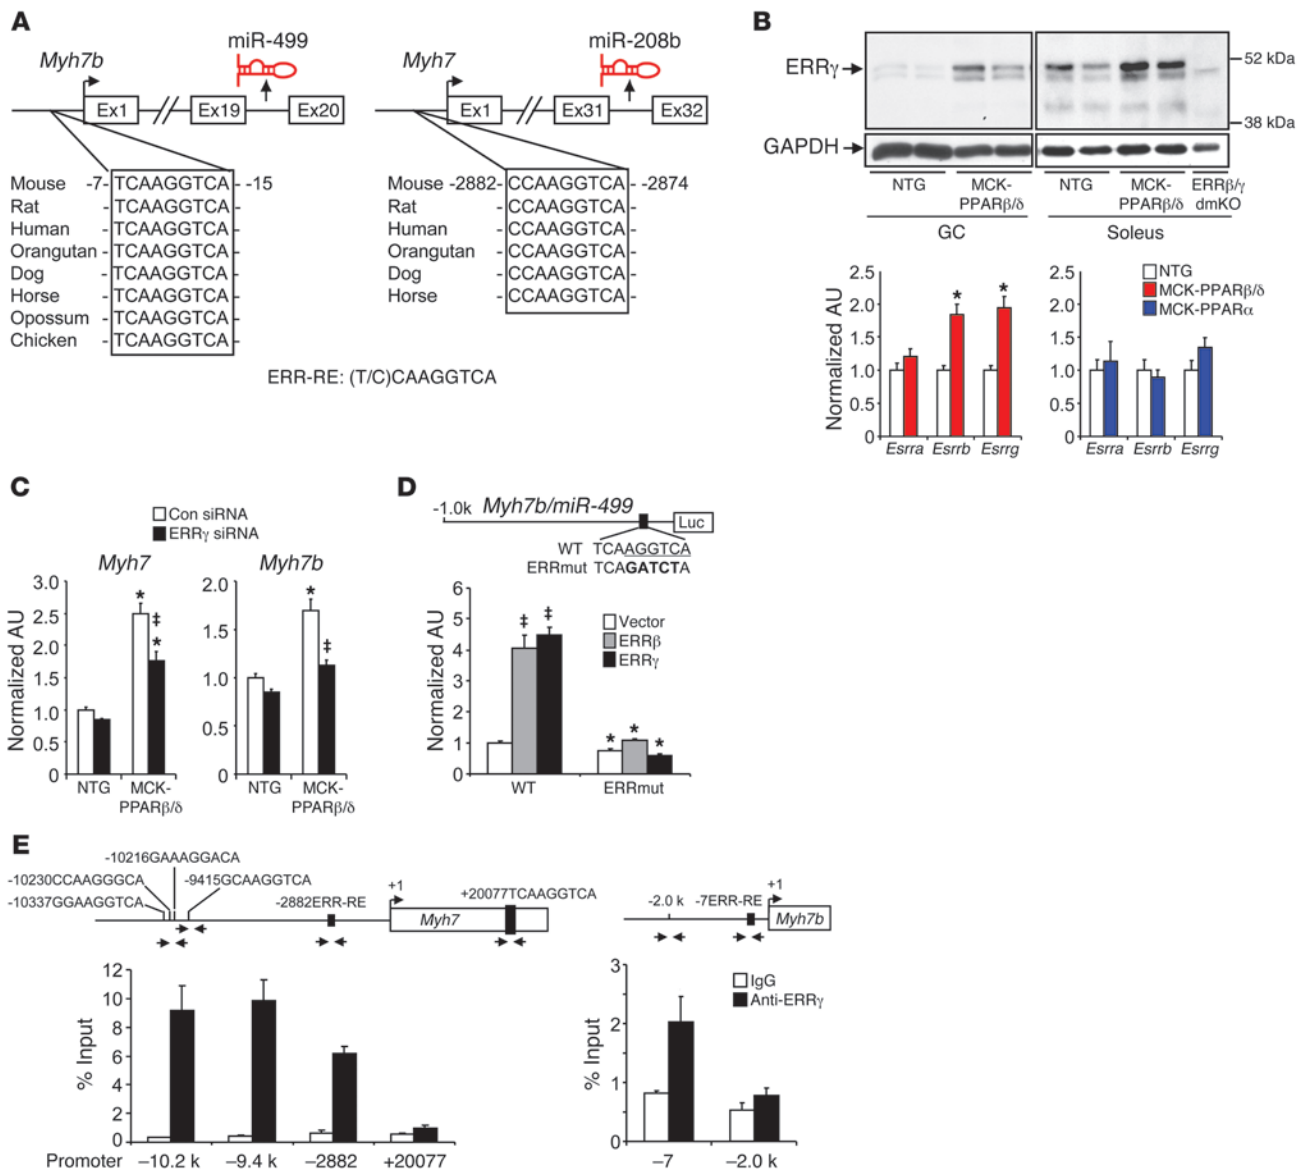 A
Myh7b
miR-499
Ex1
Ex19
Ex20
Mouse -7- TCAAGGTCA - -15
Rat - TCAAGGTCA -
Human - TCAAGGTCA -
Orangutan - TCAAGGTCA -
Dog - TCAAGGTCA -
Horse - TCAAGGTCA -
Opossum - TCAAGGTCA -
Chicken - TCAAGGTCA -
Myh7
miR-208b
Ex1
Ex31
Ex32
Mouse -2882- CCAAGGTCA - -2874
Rat - CCAAGGTCA -
Human - CCAAGGTCA -
Orangutan - CCAAGGTCA -
Dog - CCAAGGTCA -
Horse - CCAAGGTCA -
ERR-RE: (T/C)CAAGGTCA
B
ERRγ
GAPDH
52 kDa
38 kDa
NTG
MCK-
PPARβ/δ
NTG
MCK-
PPARβ/δ
ERRβ/γ
dmKO
GC
Soleus
Normalized AU
2.5
2.0
1.5
1.0
0.5
0
* *
Esrra Esrrb Esrrg
2.5
2.0
1.5
1.0
0.5
0
NTG
MCK-PPARβ/δ
MCK-PPARα
Esrra Esrrb Esrrg
C
Con siRNA
ERRγ siRNA
Myh7
Normalized AU
3.0
2.5
2.0
1.5
1.0
0.5
0
*
‡
*
NTG
MCK-
PPARβ/δ
Myh7b
2.0
1.5
1.0
0.5
0
*
‡
NTG
MCK-
PPARβ/δ
D
-1.0k Myh7b/miR-499
Luc
WT TCAAGGTCA
ERRmut TCAGATCTA
Normalized AU
6
5
4
2
1
0
‡ ‡
* * *
Vector
ERRβ
ERRγ
WT
ERRmut
E
-10216GAAAGGACA
-10230CCAAGGGCA
-9415GCAAGGTCA
-10337GGAAGGTCA
-2882ERR-RE
+1
+20077TCAAGGTCA
Myh7
% Input
12
10
8
6
4
2
0
Promoter –10.2 k –9.4 k –2882 +20077
-2.0 k
-7ERR-RE
+1
Myh7b
% Input
3
2
1
0
IgG
Anti-ERRγ
–7 –2.0 k